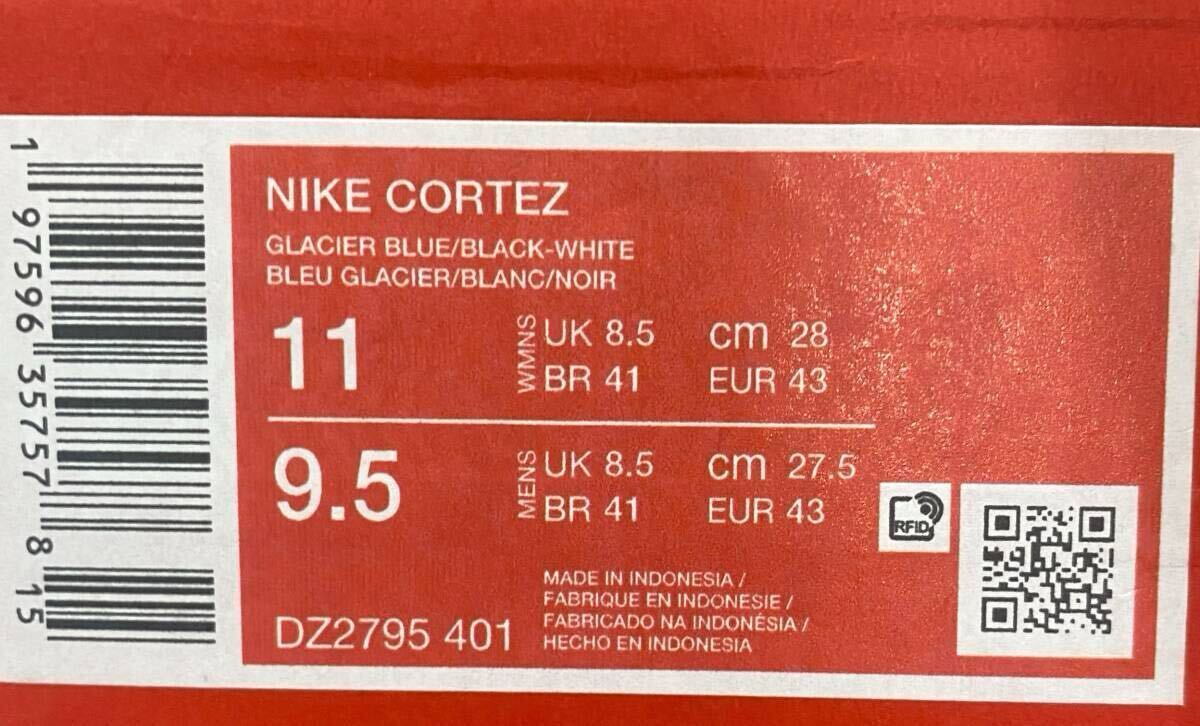 1 97596 35757 8 15
NIKE CORTEZ
GLACIER BLUE/BLACK-WHITE
BLEU GLACIER/BLANC/NOIR
11 WMNS UK 8.5 cm 28
BR 41 EUR 43
9.5 MENS UK 8.5 cm 27.5
BR 41 EUR 43
RFID
MADE IN INDONESIA /
FABRIQUE EN INDONESIE /
FABRICADO NA INDONÉSIA /
HECHO EN INDONESIA
DZ2795 401